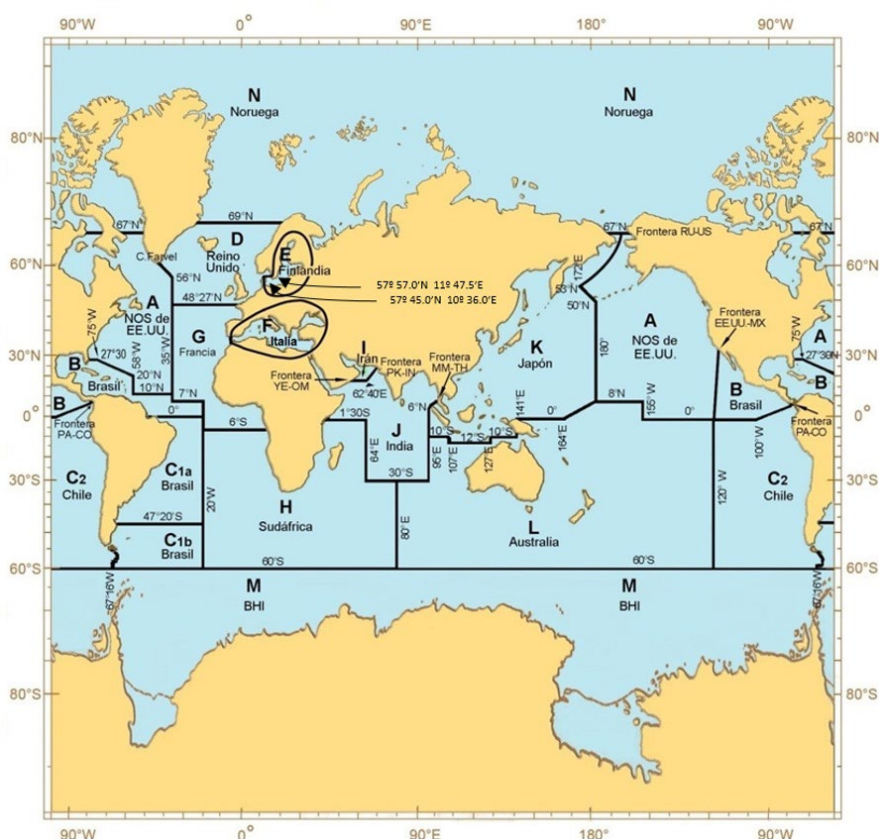 90°W 0° 90°E 180° 90°W
N
Noruega
N
Noruega
80°N
80°N
67°N
69°N
67°N
Frontera RU-US
67°N
D
Reino
Unido
E
Finlandia
C. Farvel
60°N
60°N
56°N
172°E
53°N
50°N
57º 57.0’N 11º 47.5’E
57º 45.0’N 10º 36.0’E
48°27’N
A
NOS de
EE.UU.
75°W
58°W
35°W
G
Francia
F
Italia
I
Irán
Frontera
PK-IN
Frontera
MM-TH
K
Japón
180°
A
NOS de
EE.UU.
Frontera
EE.UU-MX
75°W
A
30°N
27°30
27°30N
30°N
B
Brasil
20°N
10°N
Frontera
YE-OM
62°40’E
B
Brasil
B
7°N
6°N
8°N
155°W
B
0°
0°
0°
0°
0°
0°
Frontera
PA-CO
6°S
1°30S
141°E
164°E
100°W
Frontera
PA-CO
J
India
64°E
10°S
12°S
10°S
95°E
107°E
127°E
C2
Chile
C1a
Brasil
20°W
30°S
30°S
120° W
C2
Chile
30°S
47°20’S
H
Sudáfrica
80° E
L
Australia
C1b
Brasil
60°S
60°S
60°S
60°S
67°16’W
67°16’W
M
BHI
M
BHI
80°S
80°S
90°W 0° 90°E 180° 90°W